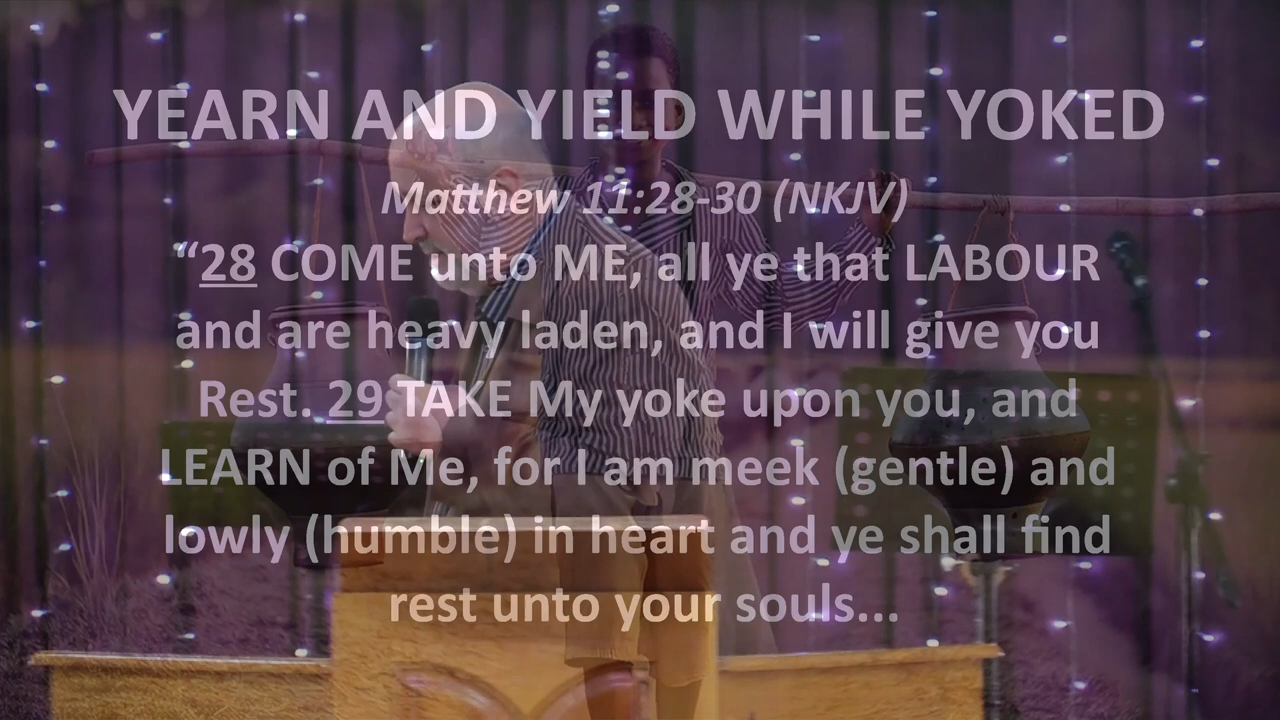 YEARN AND YIELD WHILE YOKED
Matthew 11:28-30 (NKJV)
“28 COME unto ME, all ye that LABOUR
and are heavy laden, and I will give you
Rest. 29 TAKE My yoke upon you, and
LEARN of Me, for I am meek (gentle) and
lowly (humble) in heart and ye shall find
rest unto your souls...